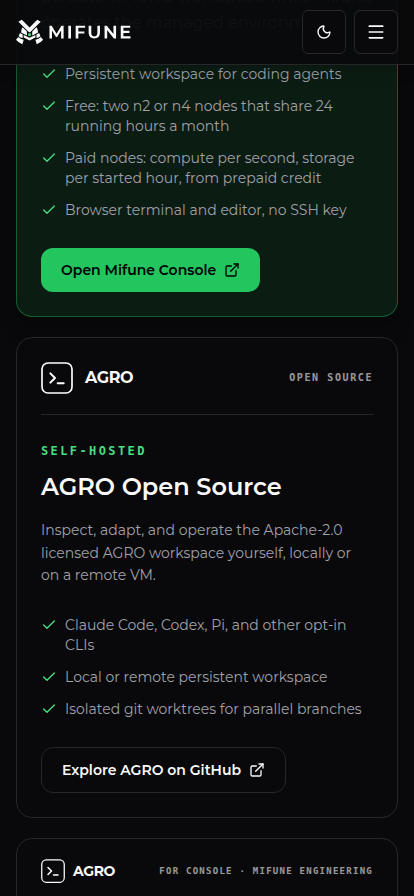 MIFUNE
Persistent workspace for coding agents
Free: two n2 or n4 nodes that share 24
running hours a month
Paid nodes: compute per second, storage
per started hour, from prepaid credit
Browser terminal and editor, no SSH key
Open Mifune Console
AGRO
OPEN SOURCE
SELF-HOSTED
AGRO Open Source
Inspect, adapt, and operate the Apache-2.0
licensed AGRO workspace yourself, locally or
on a remote VM.
Claude Code, Codex, Pi, and other opt-in
CLIs
Local or remote persistent workspace
Isolated git worktrees for parallel branches
Explore AGRO on GitHub
AGRO
FOR CONSOLE · MIFUNE ENGINEERING